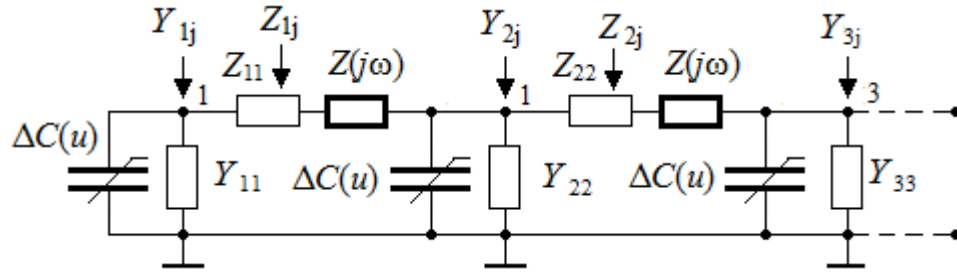 Y1j Z1j Y2j Z2j Y3j
Z11 Z(jω) Z22 Z(jω)
1 1 3
ΔC(u) Y11 ΔC(u) Y22 ΔC(u) Y33